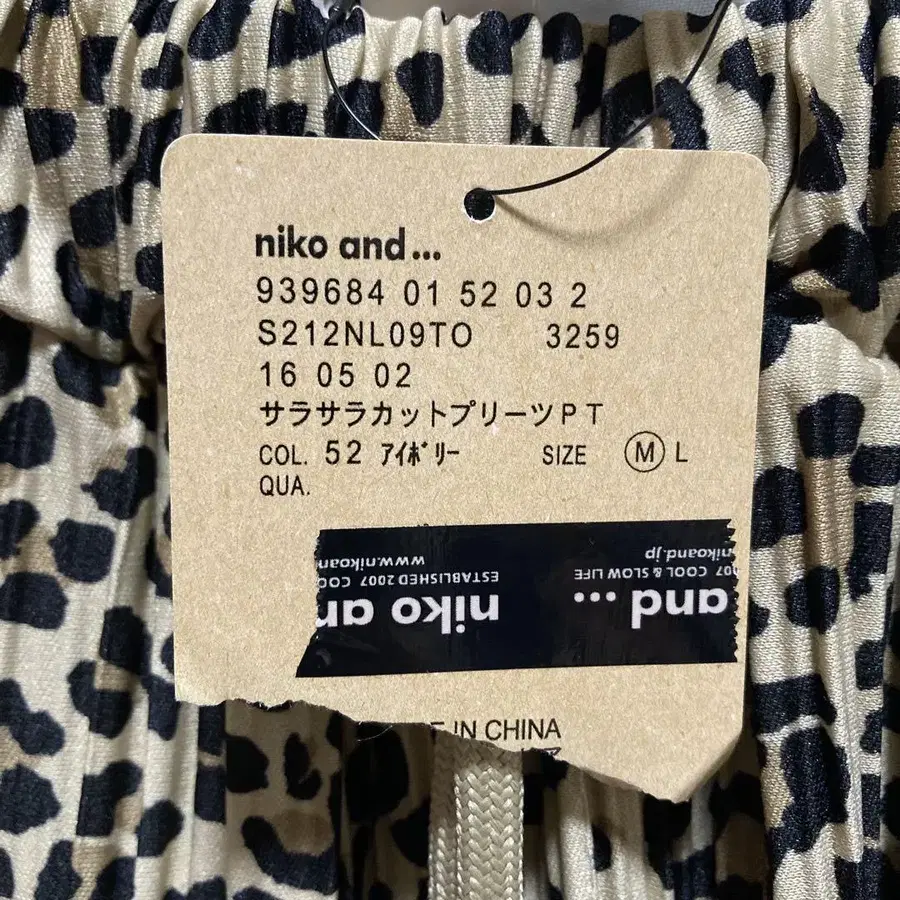 niko and...
939684 01 52 03 2
S212NL09TO 3259
16 05 02
サラサラカットプリーツPT
COL. 52 ｱｲﾎﾞﾘｰ SIZE M L
QUA.
nikoand.jp
www.nikoan
07 COOL & SLOW LIFE
ESTABLISHED 2007 COO
and...
niko an
IN CHINA